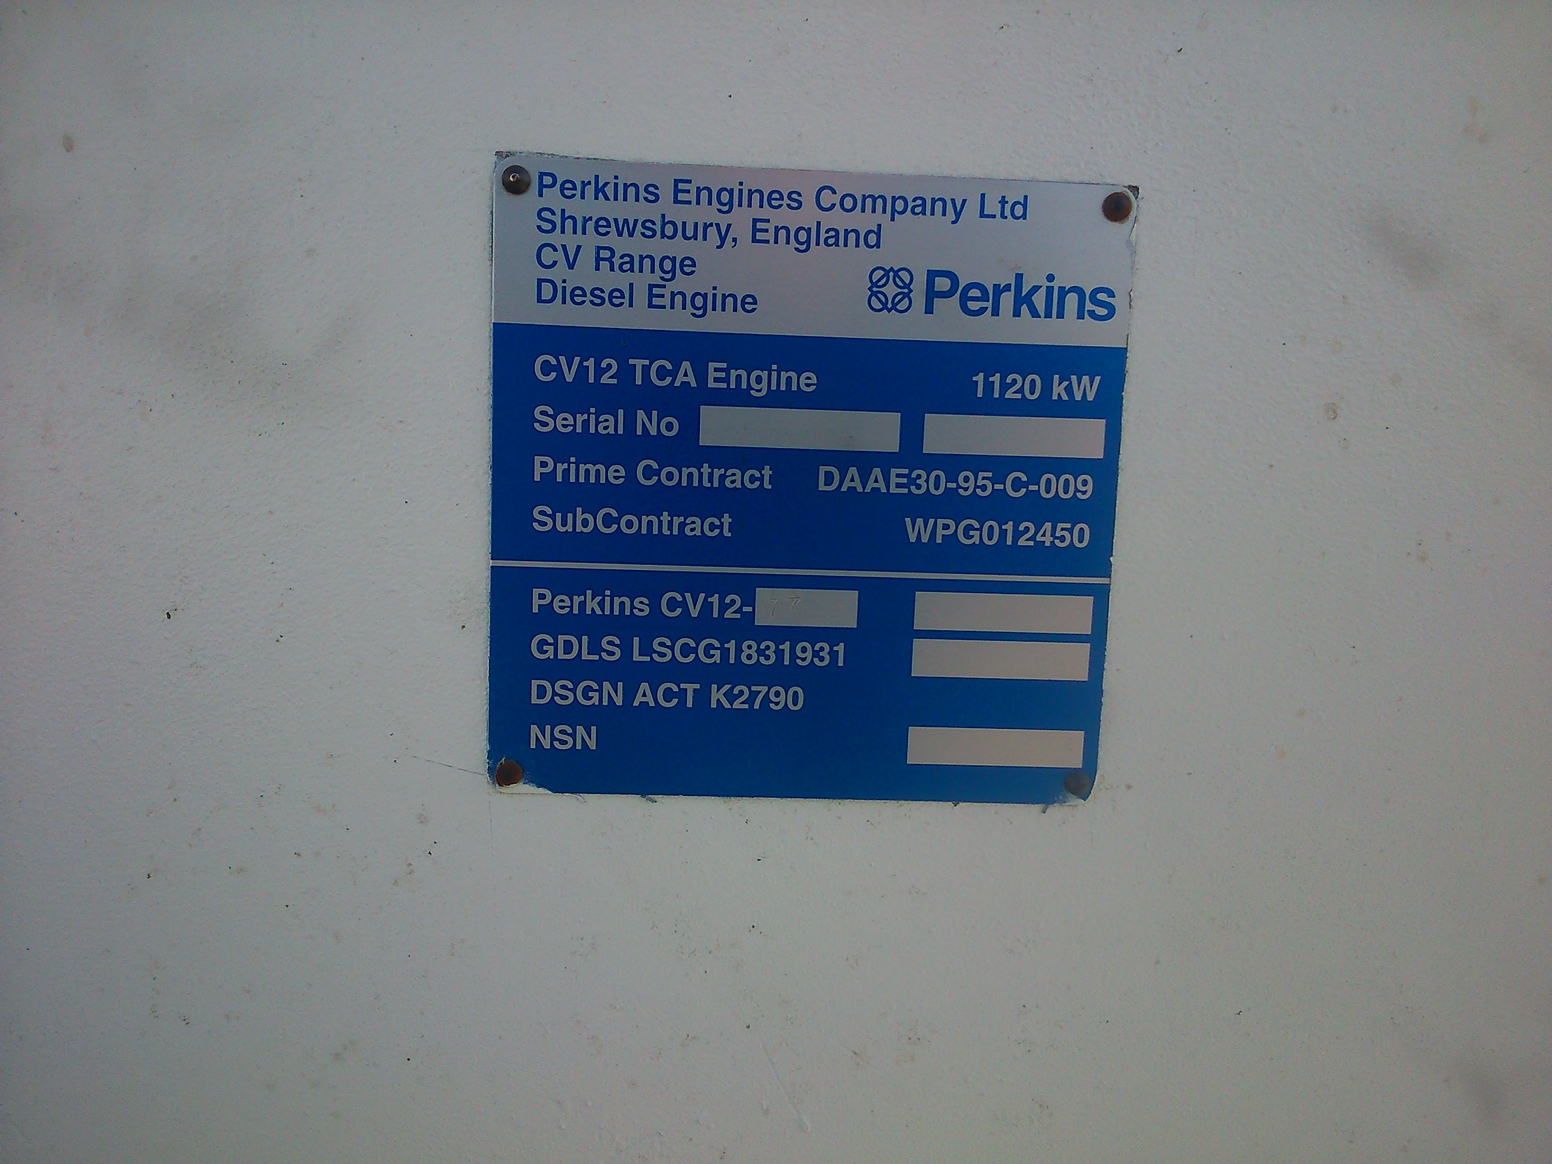 Perkins Engines Company Ltd
Shrewsbury, England
CV Range
Diesel Engine
Perkins
CV12 TCA Engine 1120 kW
Serial No
Prime Contract DAAE30-95-C-009
SubContract WPG012450
Perkins CV12-
GDLS LSCG1831931
DSGN ACT K2790
NSN